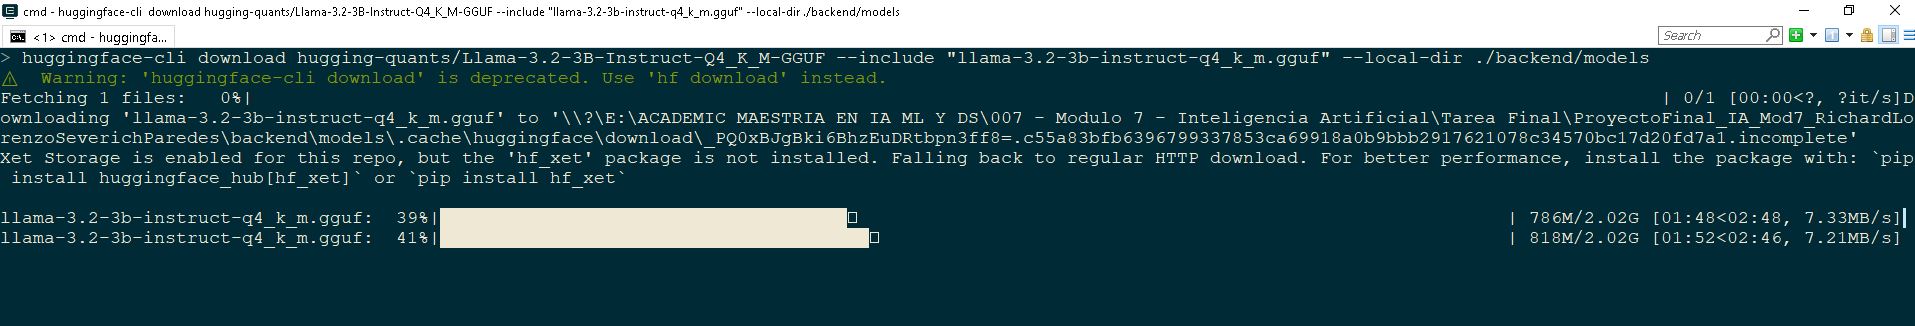 cmd - huggingface-cli download hugging-quants/Llama-3.2-3B-Instruct-Q4_K_M-GGUF --include "llama-3.2-3b-instruct-q4_k_m.gguf" --local-dir ./backend/models
<1> cmd - huggingfa...
Search
> huggingface-cli download hugging-quants/Llama-3.2-3B-Instruct-Q4_K_M-GGUF --include "llama-3.2-3b-instruct-q4_k_m.gguf" --local-dir ./backend/models
⚠ Warning: 'huggingface-cli download' is deprecated. Use 'hf download' instead.
Fetching 1 files:   0%| | 0/1 [00:00<?, ?it/s]D
ownloading 'llama-3.2-3b-instruct-q4_k_m.gguf' to '\\?\E:\ACADEMIC MAESTRIA EN IA ML Y DS\007 - Modulo 7 - Inteligencia Artificial\Tarea Final\ProyectoFinal_IA_Mod7_RichardLo
renzoSeverichParedes\backend\models\.cache\huggingface\download\_PQ0xBJgBki6BhzEuDRtbpn3ff8=.c55a83bfb6396799337853ca69918a0b9bbb2917621078c34570bc17d20fd7a1.incomplete'
Xet Storage is enabled for this repo, but the 'hf_xet' package is not installed. Falling back to regular HTTP download. For better performance, install the package with: `pip
install huggingface_hub[hf_xet]` or `pip install hf_xet`
llama-3.2-3b-instruct-q4_k_m.gguf:  39%| | 786M/2.02G [01:48<02:48, 7.33MB/s]
llama-3.2-3b-instruct-q4_k_m.gguf:  41%| | 818M/2.02G [01:52<02:46, 7.21MB/s]